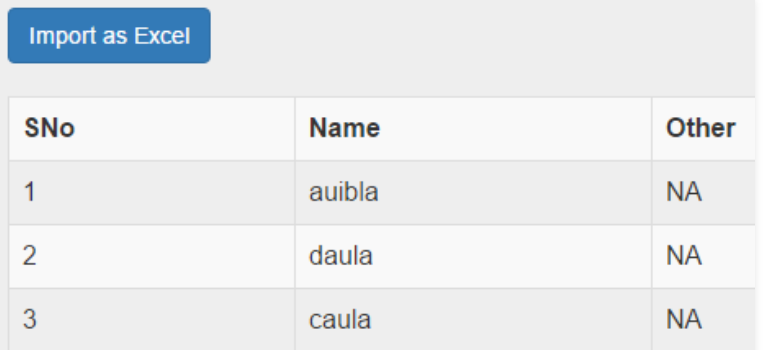 Import as Excel
SNo Name Other
1 auibla NA
2 daula NA
3 caula NA